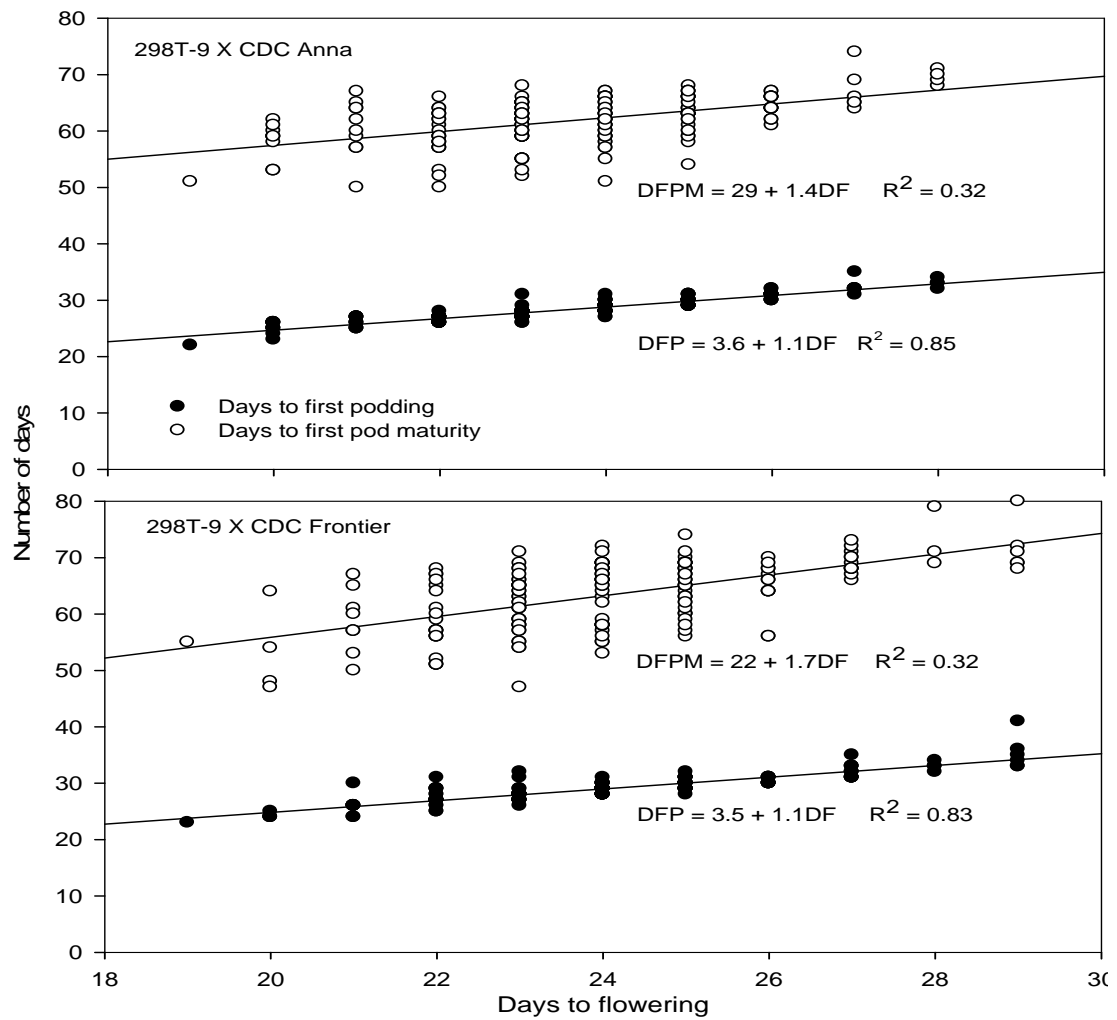 80
298T-9 X CDC Anna
70
60
50
DFPM = 29 + 1.4DF R² = 0.32
40
30
DFP = 3.6 + 1.1DF R² = 0.85
20
Days to first podding
10
Days to first pod maturity
0
Number of days
80
298T-9 X CDC Frontier
70
60
DFPM = 22 + 1.7DF R² = 0.32
50
40
30
DFP = 3.5 + 1.1DF R² = 0.83
20
10
0
18 20 22 24 26 28 30
Days to flowering